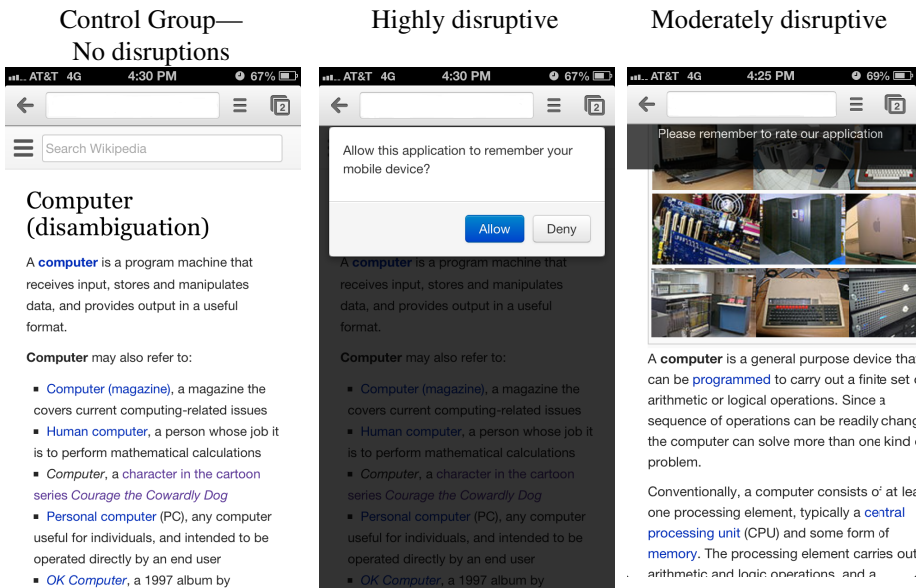 Control Group—
No disruptions
AT&T 4G 4:30 PM 67%
2
Search Wikipedia
Computer
(disambiguation)
A computer is a program machine that
receives input, stores and manipulates
data, and provides output in a useful
format.
Computer may also refer to:
Computer (magazine), a magazine the
covers current computing-related issues
Human computer, a person whose job it
is to perform mathematical calculations
Computer, a character in the cartoon
series Courage the Cowardly Dog
Personal computer (PC), any computer
useful for individuals, and intended to be
operated directly by an end user
OK Computer, a 1997 album by
Highly disruptive
AT&T 4G 4:30 PM 67%
2
Allow this application to remember your
mobile device?
Allow Deny
A computer is a program machine that
receives input, stores and manipulates
data, and provides output in a useful
format.
Computer may also refer to:
Computer (magazine), a magazine the
covers current computing-related issues
Human computer, a person whose job it
is to perform mathematical calculations
Computer, a character in the cartoon
series Courage the Cowardly Dog
Personal computer (PC), any computer
useful for individuals, and intended to be
operated directly by an end user
OK Computer, a 1997 album by
Moderately disruptive
AT&T 4G 4:25 PM 69%
2
Please remember to rate our application
A computer is a general purpose device tha
can be programmed to carry out a finite set
arithmetic or logical operations. Since a
sequence of operations can be readily chang
the computer can solve more than one kind
problem.
Conventionally, a computer consists of at lea
one processing element, typically a central
processing unit (CPU) and some form of
memory. The processing element carries out
arithmetic and logic operations, and a